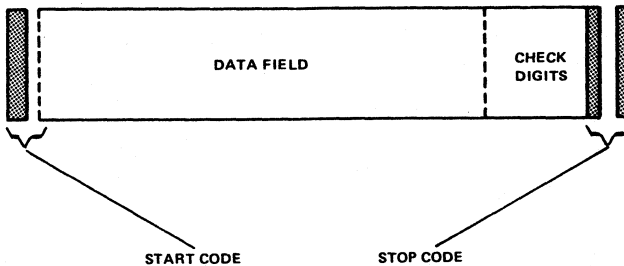 DATA FIELD
CHECK
DIGITS
START CODE
STOP CODE